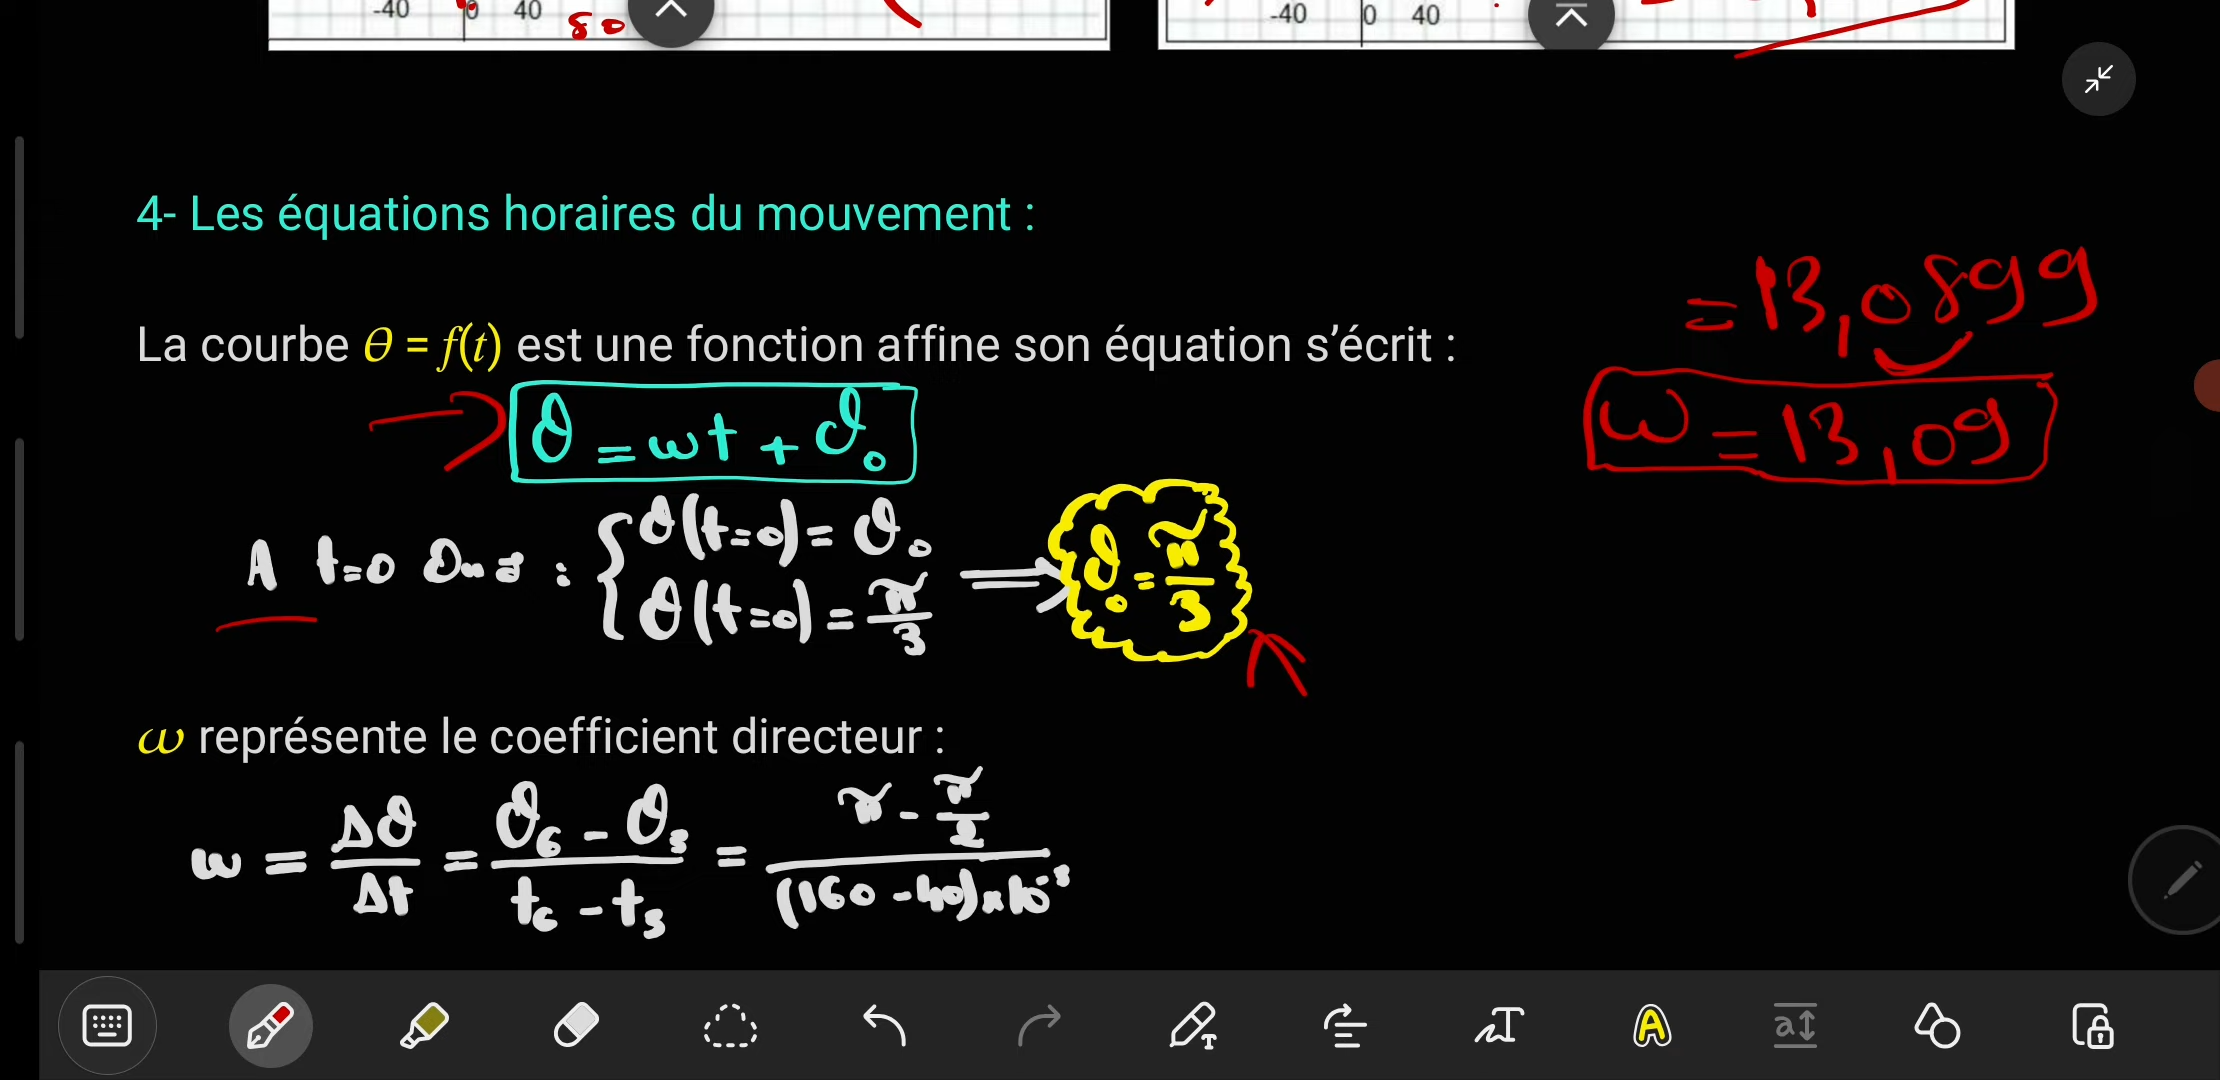 -40 0 40 80
-40 0 40
4- Les équations horaires du mouvement :
= 13,0899
La courbe θ = f(t) est une fonction affine son équation s’écrit :
θ = ωt + θ₀
ω = 13,09
A t=0 On a : { θ(t=0) = θ₀
θ(t=0) = π/3 ⟹ θ₀ = π/3
ω représente le coefficient directeur :
ω = Δθ/Δt = (θ₆ - θ₃)/(t₆ - t₃) = (π - π/2)/((160 - 40)×10⁻³)